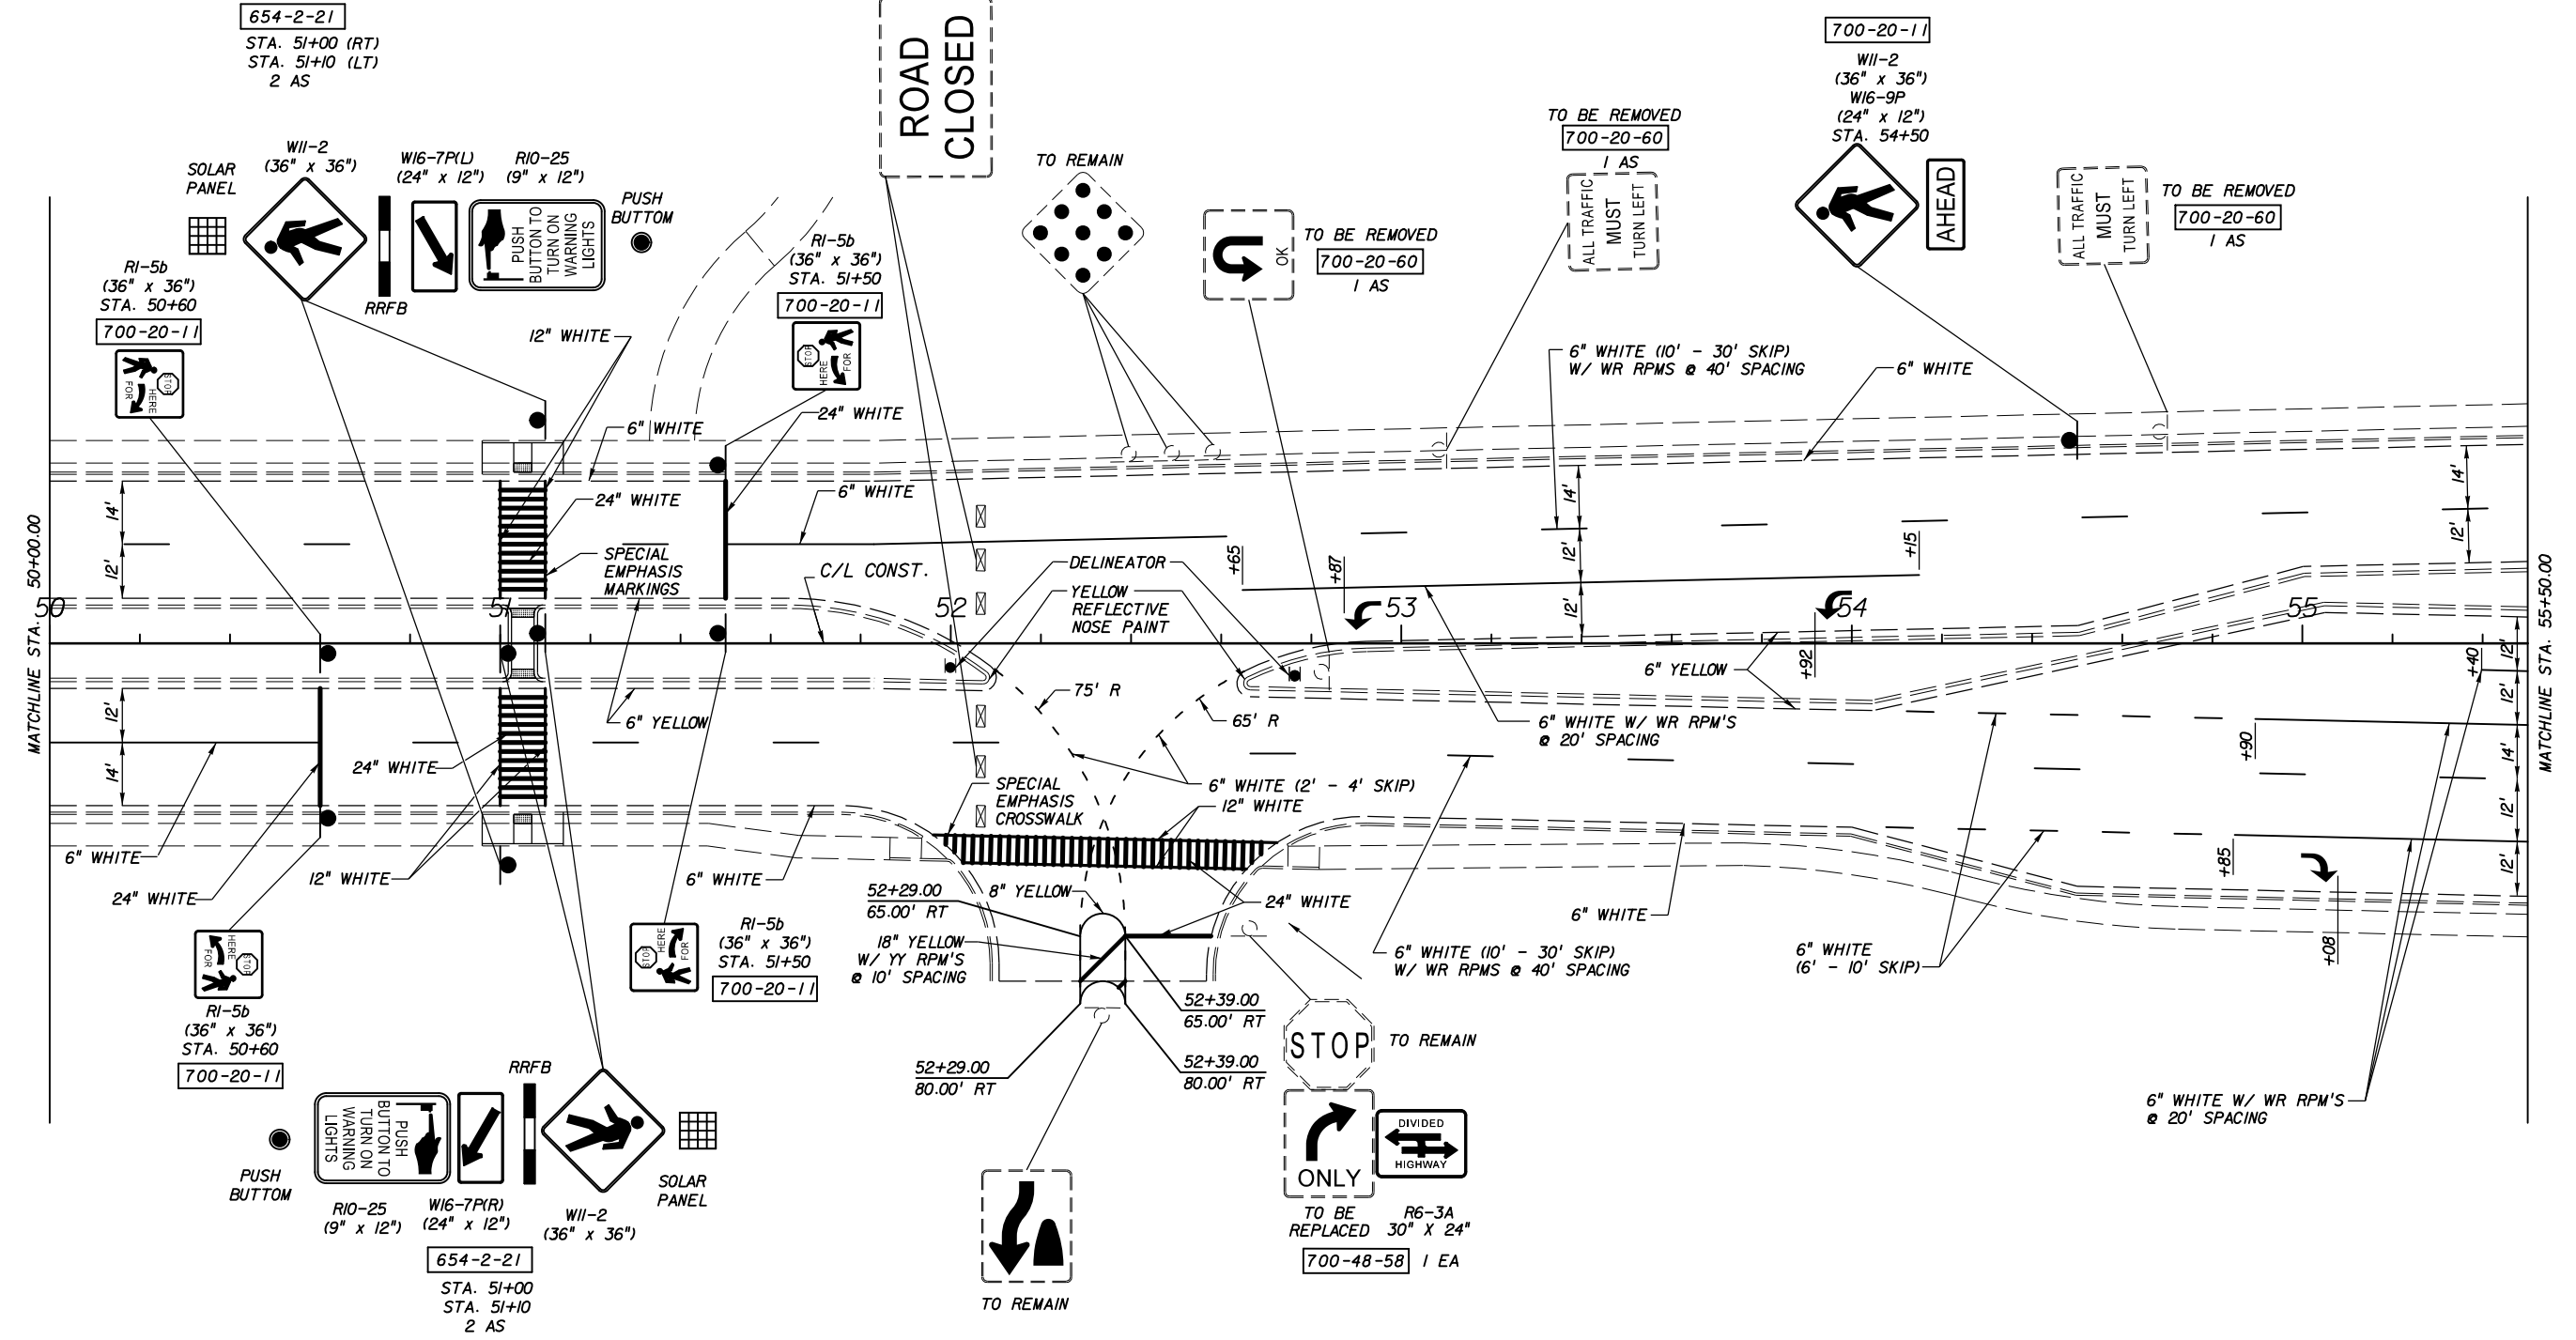 654-2-21
STA. 51+00 (RT)
STA. 51+10 (LT)
2 AS
ROAD
CLOSED
700-20-11
W11-2
(36" x 36")
W16-9P
(24" x 12")
STA. 54+50
AHEAD
TO BE REMOVED
700-20-60
1 AS
ALL TRAFFIC
MUST
TURN LEFT
ALL TRAFFIC
MUST
TURN LEFT
TO BE REMOVED
700-20-60
1 AS
TO REMAIN
OK
TO BE REMOVED
700-20-60
1 AS
SOLAR
PANEL
W11-2
(36" x 36")
RRFB
W16-7P(L)
(24" x 12")
R10-25
(9" x 12")
PUSH
BUTTON TO
TURN ON
WARNING
LIGHTS
PUSH
BUTTOM
R1-5b
(36" x 36")
STA. 50+60
700-20-11
STOP
HERE
FOR
R1-5b
(36" x 36")
STA. 51+50
700-20-11
STOP
HERE
FOR
12" WHITE
6" WHITE
24" WHITE
24" WHITE
6" WHITE
6" WHITE (10' - 30' SKIP)
W/ WR RPMS @ 40' SPACING
6" WHITE
MATCHLINE STA. 50+00.00
MATCHLINE STA. 55+50.00
14'
12'
14'
12'
12'
14'
12'
SPECIAL
EMPHASIS
MARKINGS
C/L CONST.
DELINEATOR
YELLOW
REFLECTIVE
NOSE PAINT
+65
+87
+15
50
51
52
53
54
55
12'
14'
6" YELLOW
75' R
65' R
6" YELLOW
+92
+40
12'
12'
14'
12'
12'
6" WHITE W/ WR RPM'S
@ 20' SPACING
+90
24" WHITE
6" WHITE (2' - 4' SKIP)
SPECIAL
EMPHASIS
CROSSWALK
12" WHITE
6" WHITE
12" WHITE
24" WHITE
6" WHITE
52+29.00
65.00' RT
8" YELLOW
24" WHITE
6" WHITE
+85
+08
18" YELLOW
W/ YY RPM'S
@ 10' SPACING
6" WHITE (10' - 30' SKIP)
W/ WR RPMS @ 40' SPACING
6" WHITE
(6' - 10' SKIP)
STOP
HERE
FOR
R1-5b
(36" x 36")
STA. 50+60
700-20-11
STOP
HERE
FOR
R1-5b
(36" x 36")
STA. 51+50
700-20-11
52+39.00
65.00' RT
52+29.00
80.00' RT
52+39.00
80.00' RT
STOP
TO REMAIN
ONLY
DIVIDED
HIGHWAY
TO BE
REPLACED
R6-3A
30" X 24"
700-48-58
1 EA
6" WHITE W/ WR RPM'S
@ 20' SPACING
PUSH
BUTTOM
PUSH
BUTTON TO
TURN ON
WARNING
LIGHTS
R10-25
(9" x 12")
W16-7P(R)
(24" x 12")
RRFB
W11-2
(36" x 36")
SOLAR
PANEL
654-2-21
STA. 51+00
STA. 51+10
2 AS
TO REMAIN